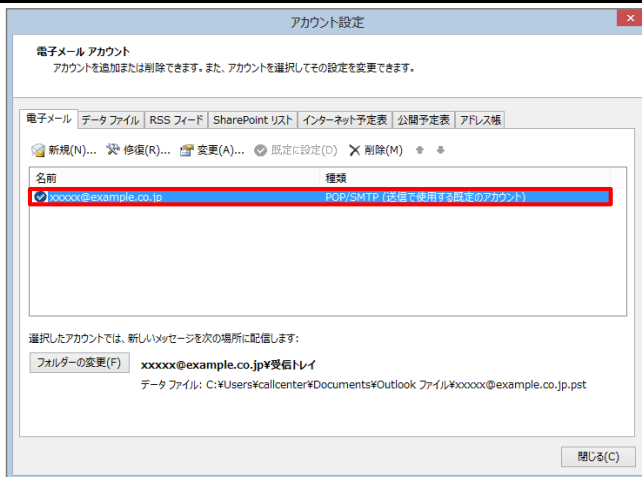 アカウント設定
電子メール アカウント
アカウントを追加または削除できます。また、アカウントを選択してその設定を変更できます。
電子メール データ ファイル RSS フィード SharePoint リスト インターネット予定表 公開予定表 アドレス帳
新規(N)... 修復(R)... 変更(A)... 既定に設定(D) 削除(M)
名前 種類
xxxxx@example.co.jp POP/SMTP (送信で使用する既定のアカウント)
選択したアカウントでは、新しいメッセージを次の場所に配信します:
フォルダーの変更(F) xxxxx@example.co.jp¥受信トレイ
データ ファイル: C:¥Users¥callcenter¥Documents¥Outlook ファイル¥xxxxx@example.co.jp.pst
閉じる(C)